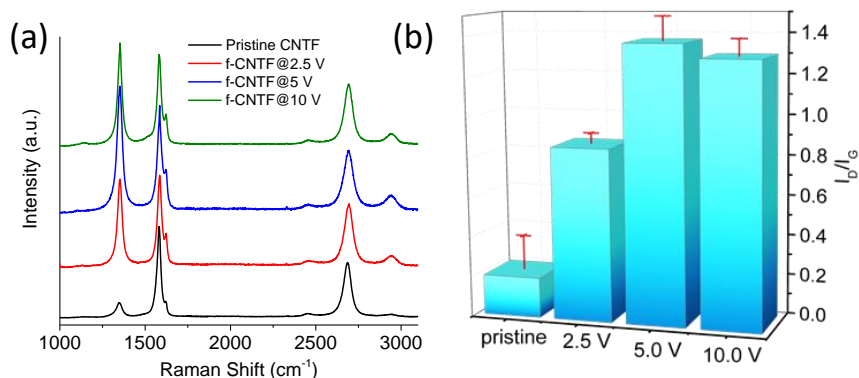 (a)
Pristine CNTF
f-CNTF@2.5 V
f-CNTF@5 V
f-CNTF@10 V
Intensity (a.u.)
1000 1500 2000 2500 3000
Raman Shift (cm⁻¹)
(b)
1.4
1.2
1.0
0.8
0.6
0.4
0.2
0.0
I_D/I_G
pristine 2.5 V 5.0 V 10.0 V